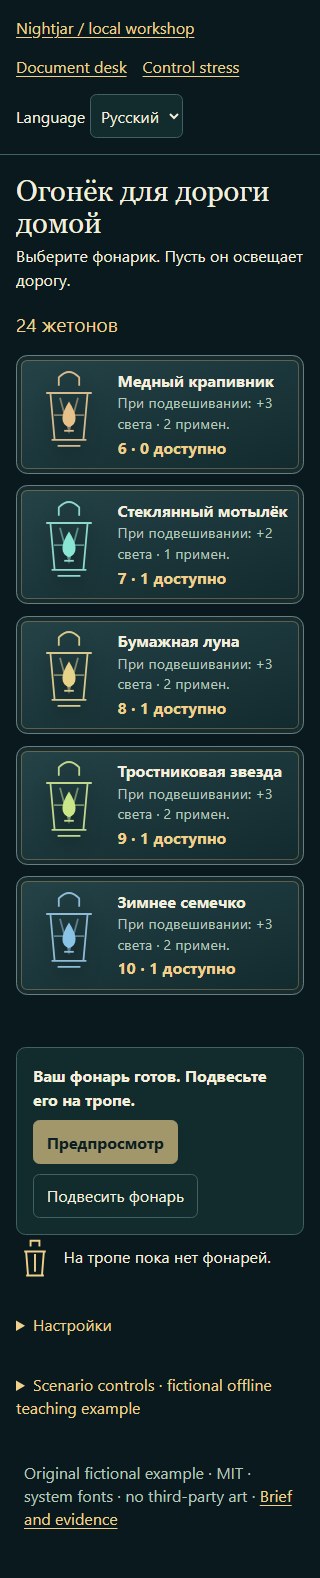 Nightjar / local workshop
Document desk Control stress
Language Русский
Огонёк для дороги
домой
Выберите фонарик. Пусть он освещает
дорогу.
24 жетонов
Медный крапивник
При подвешивании: +3
света · 2 примен.
6 · 0 доступно
Стеклянный мотылёк
При подвешивании: +2
света · 1 примен.
7 · 1 доступно
Бумажная луна
При подвешивании: +3
света · 2 примен.
8 · 1 доступно
Тростниковая звезда
При подвешивании: +3
света · 2 примен.
9 · 1 доступно
Зимнее семечко
При подвешивании: +3
света · 2 примен.
10 · 1 доступно
Ваш фонарь готов. Подвесьте
его на тропе.
Предпросмотр
Подвесить фонарь
На тропе пока нет фонарей.
Настройки
Scenario controls · fictional offline
teaching example
Original fictional example · MIT ·
system fonts · no third-party art · Brief
and evidence